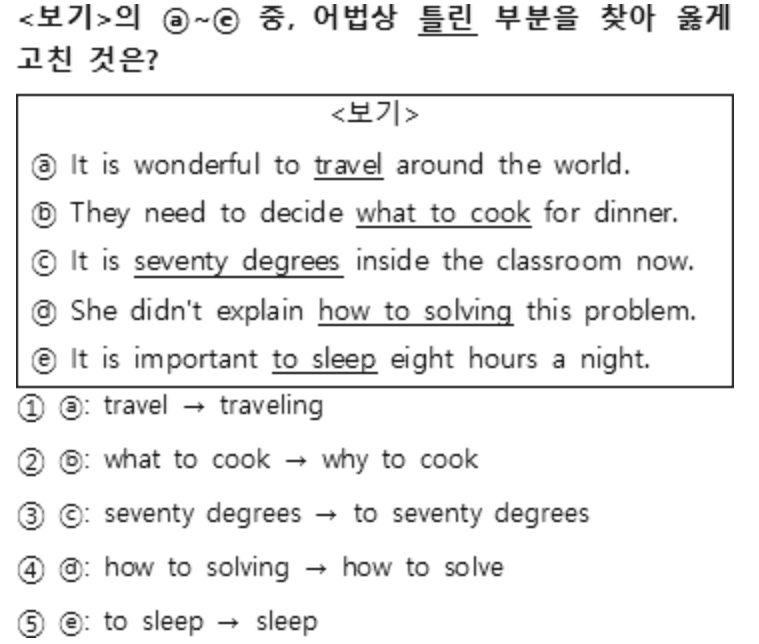 <보기>의 ⓐ~ⓔ 중, 어법상 틀린 부분을 찾아 옳게
고친 것은?
<보기>
ⓐ It is wonderful to travel around the world.
ⓑ They need to decide what to cook for dinner.
ⓒ It is seventy degrees inside the classroom now.
ⓓ She didn't explain how to solving this problem.
ⓔ It is important to sleep eight hours a night.
① ⓐ: travel → traveling
② ⓑ: what to cook → why to cook
③ ⓒ: seventy degrees → to seventy degrees
④ ⓓ: how to solving → how to solve
⑤ ⓔ: to sleep → sleep